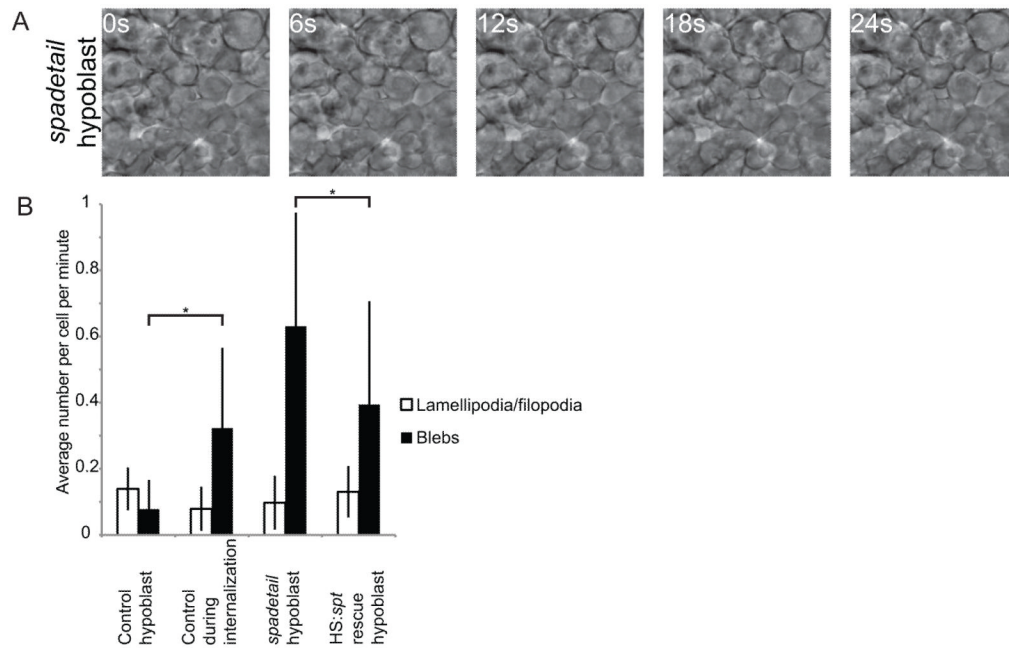 A
spadetail
hypoblast
0s
6s
12s
18s
24s
B
*
*
Average number per cell per minute
1
0.8
0.6
0.4
0.2
0
Lamellipodia/filopodia
Blebs
Control
hypoblast
Control
during
internalization
spadetail
hypoblast
HS:spt
rescue
hypoblast